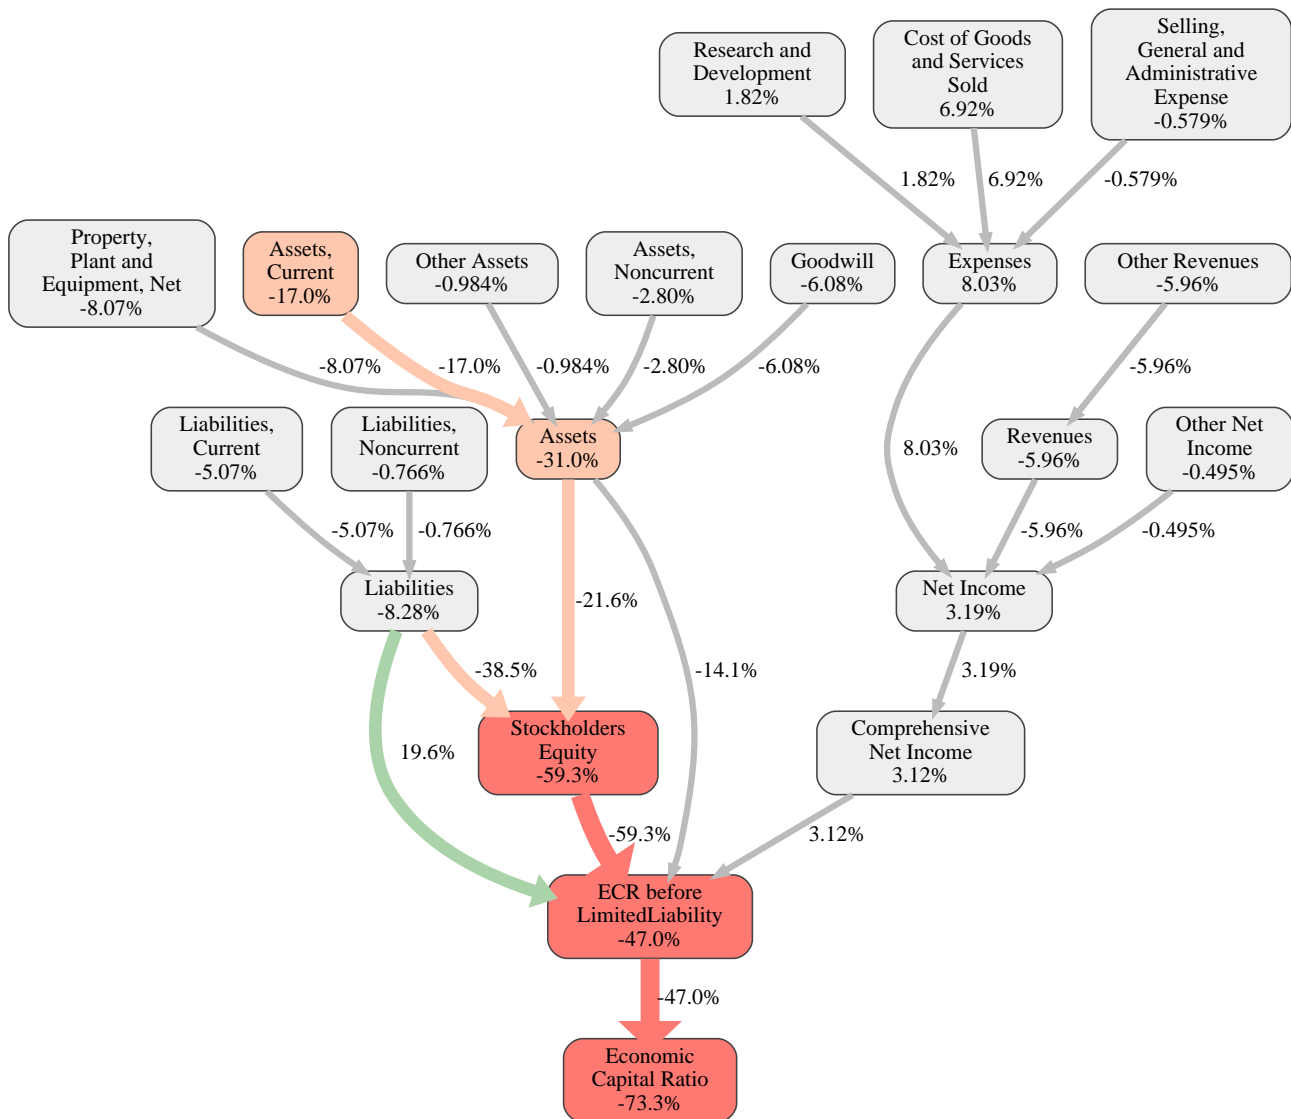 Research and
Development
1.82%
Cost of Goods
and Services
Sold
6.92%
Selling,
General and
Administrative
Expense
-0.579%
1.82%
6.92%
-0.579%
Property,
Plant and
Equipment, Net
-8.07%
Assets,
Current
-17.0%
Other Assets
-0.984%
Assets,
Noncurrent
-2.80%
Goodwill
-6.08%
Expenses
8.03%
Other Revenues
-5.96%
-8.07%
-17.0%
-0.984%
-2.80%
-6.08%
-5.96%
Liabilities,
Current
-5.07%
Liabilities,
Noncurrent
-0.766%
Assets
-31.0%
8.03%
Revenues
-5.96%
Other Net
Income
-0.495%
-5.07%
-0.766%
-5.96%
-0.495%
Liabilities
-8.28%
-21.6%
Net Income
3.19%
-38.5%
-14.1%
3.19%
19.6%
Stockholders
Equity
-59.3%
Comprehensive
Net Income
3.12%
-59.3%
3.12%
ECR before
LimitedLiability
-47.0%
-47.0%
Economic
Capital Ratio
-73.3%